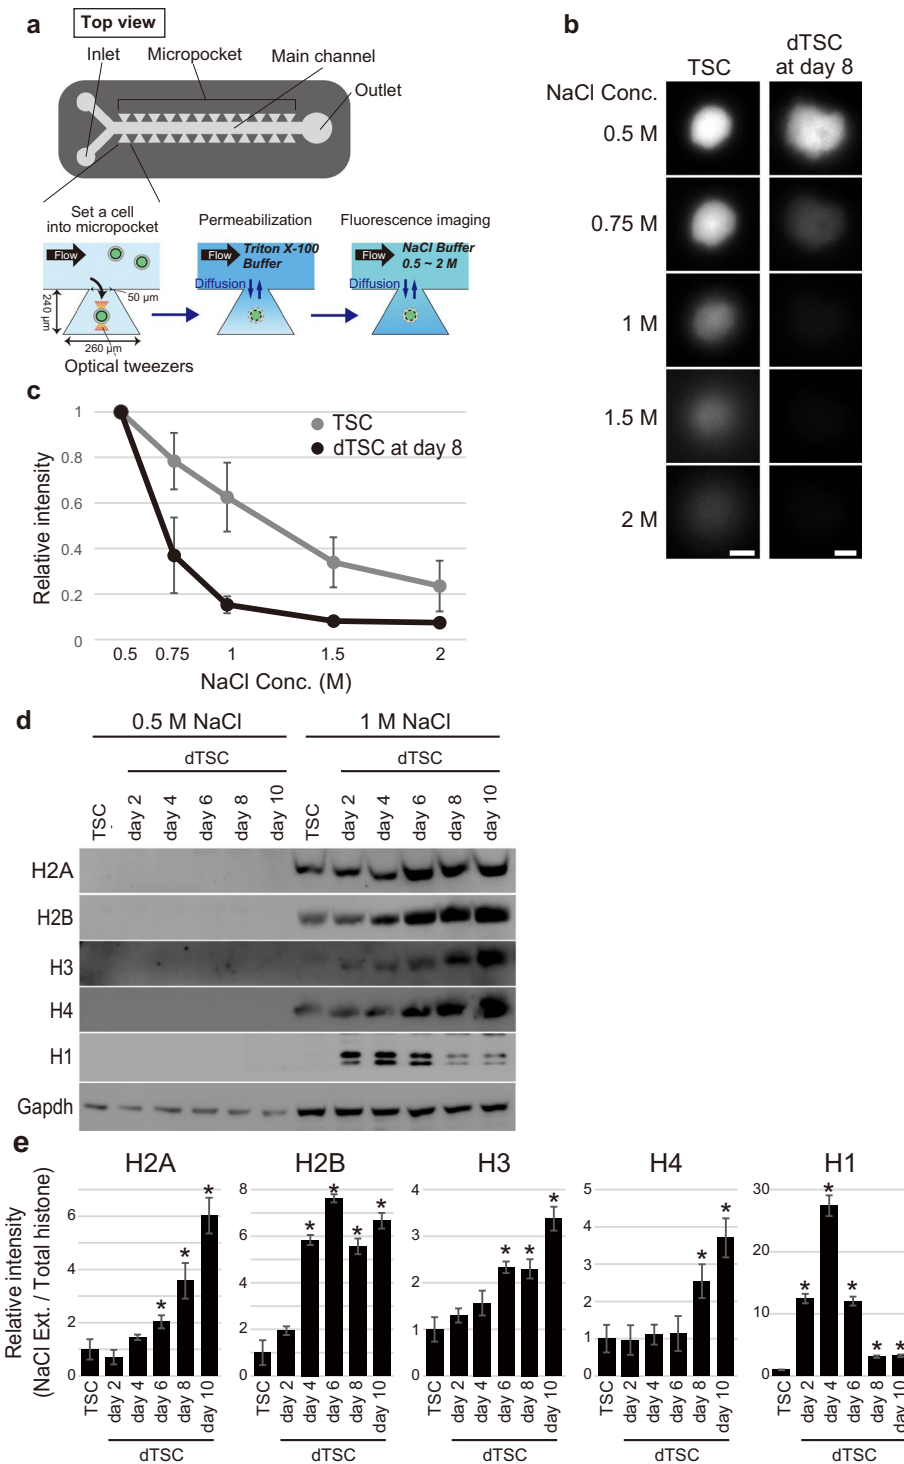 a
Top view
Inlet
Micropocket
Main channel
Outlet
Set a cell
into micropocket
Flow
50 µm
240 µm
260 µm
Optical tweezers
Permeabilization
Flow
Triton X-100
Buffer
Diffusion
Fluorescence imaging
Flow
NaCl Buffer
0.5 ~ 2 M
Diffusion
b
TSC
dTSC
at day 8
NaCl Conc.
0.5 M
0.75 M
1 M
1.5 M
2 M
c
Relative intensity
1
0.8
0.6
0.4
0.2
0
TSC
dTSC at day 8
0.5 0.75 1 1.5 2
NaCl Conc. (M)
d
0.5 M NaCl
1 M NaCl
dTSC
dTSC
TSC day 2 day 4 day 6 day 8 day 10
TSC day 2 day 4 day 6 day 8 day 10
H2A
H2B
H3
H4
H1
Gapdh
e
Relative intensity
(NaCl Ext. / Total histone)
H2A
6
4
2
0
* * *
TSC day 2 day 4 day 6 day 8 day 10
dTSC
H2B
8
6
4
2
0
* * * *
TSC day 2 day 4 day 6 day 8 day 10
dTSC
H3
4
3
2
1
0
* * *
TSC day 2 day 4 day 6 day 8 day 10
dTSC
H4
5
4
3
2
1
0
* *
TSC day 2 day 4 day 6 day 8 day 10
dTSC
H1
30
20
10
0
* * * * *
TSC day 2 day 4 day 6 day 8 day 10
dTSC